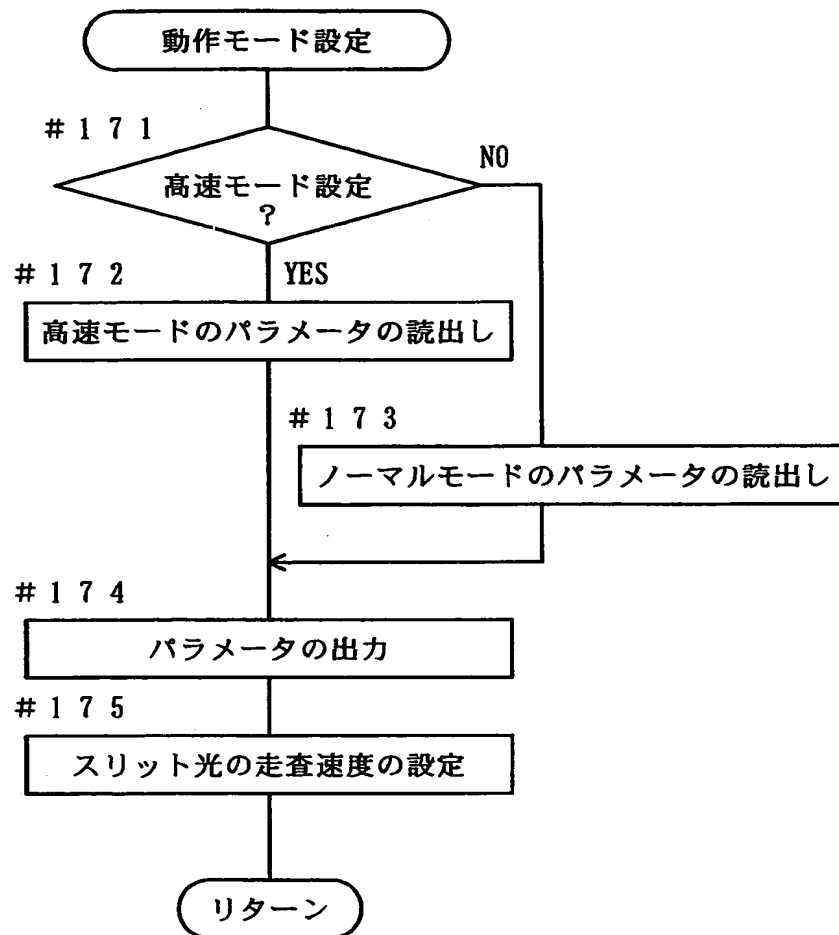 動作モード設定
#171
高速モード設定
?
NO
#172
YES
高速モードのパラメータの読出し
#173
ノーマルモードのパラメータの読出し
#174
パラメータの出力
#175
スリット光の走査速度の設定
リターン